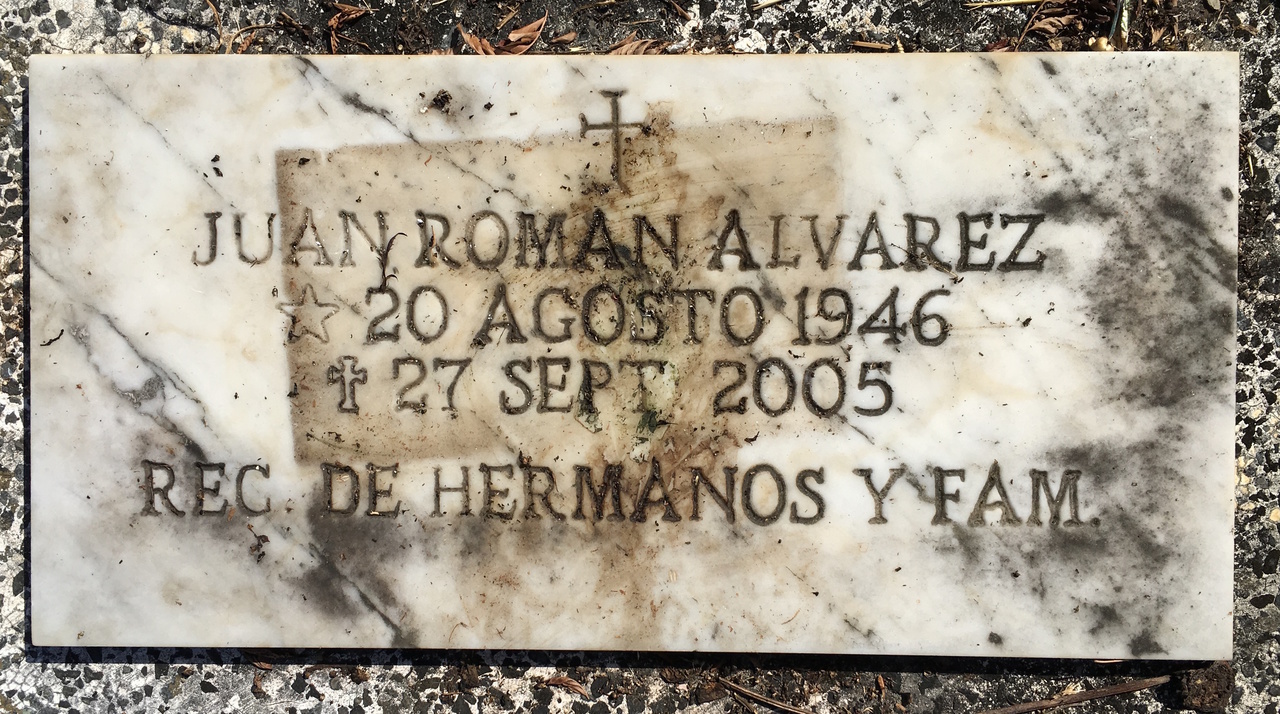 JUAN ROMAN ALVAREZ
☆ 20 AGOSTO 1946
✞ 27 SEPT. 2005
REC. DE HERMANOS Y FAM.